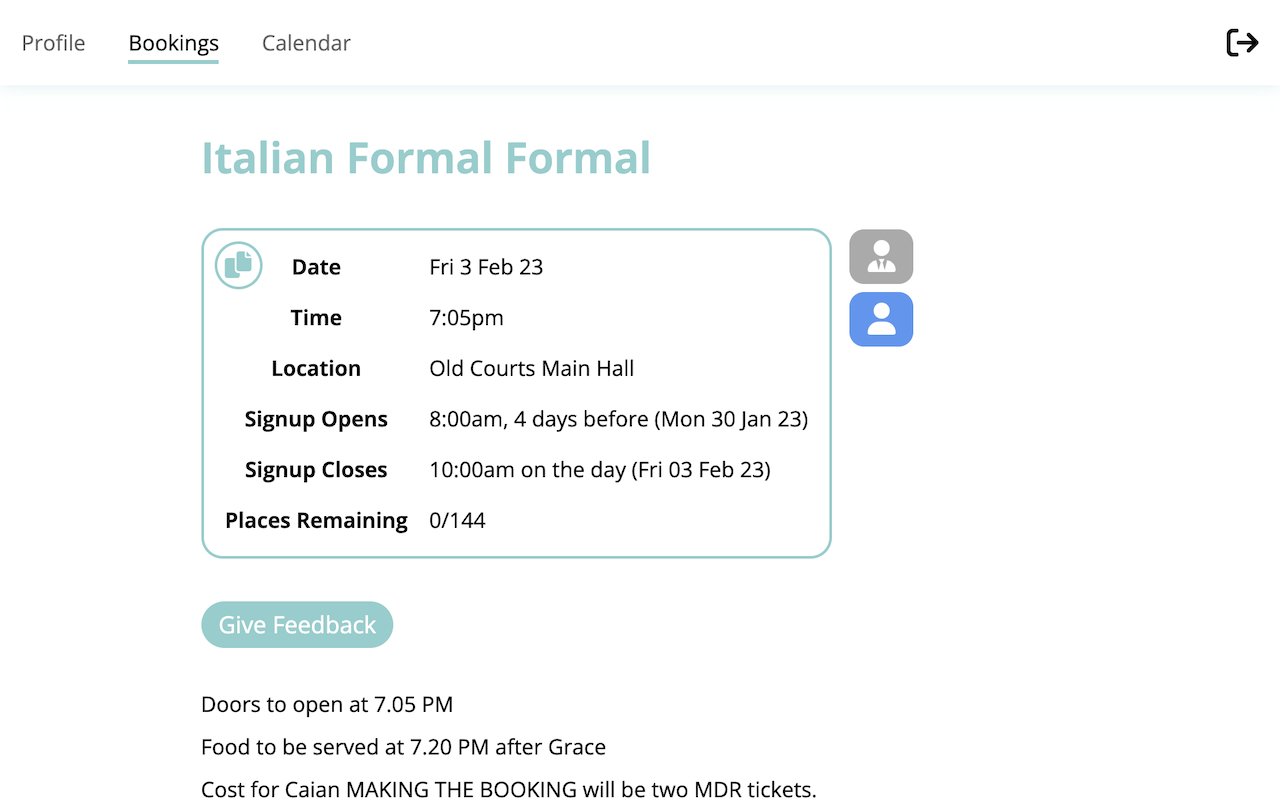 Profile Bookings Calendar
Italian Formal Formal
Date Fri 3 Feb 23
Time 7:05pm
Location Old Courts Main Hall
Signup Opens 8:00am, 4 days before (Mon 30 Jan 23)
Signup Closes 10:00am on the day (Fri 03 Feb 23)
Places Remaining 0/144
Give Feedback
Doors to open at 7.05 PM
Food to be served at 7.20 PM after Grace
Cost for Caian MAKING THE BOOKING will be two MDR tickets.